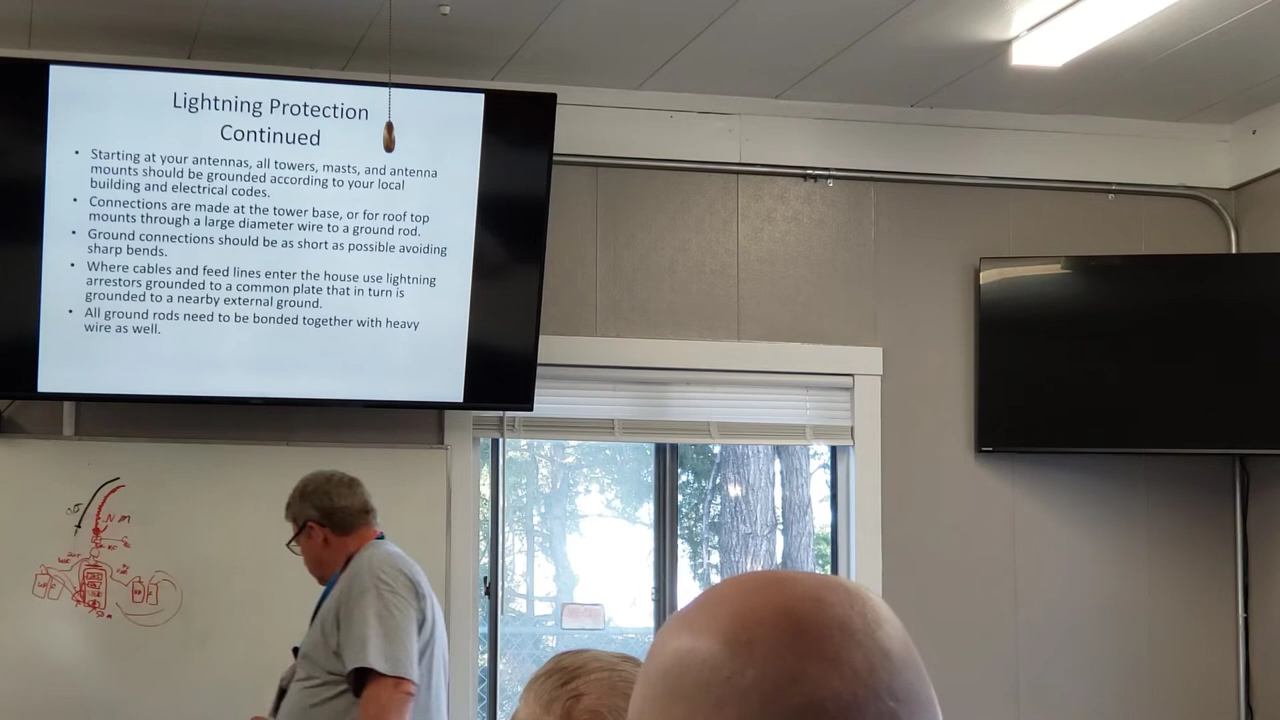 Lightning Protection
Continued
• Starting at your antennas, all towers, masts, and antenna
mounts should be grounded according to your local
building and electrical codes.
• Connections are made at the tower base, or for roof top
mounts through a large diameter wire to a ground rod.
• Ground connections should be as short as possible avoiding
sharp bends.
• Where cables and feed lines enter the house use lightning
arrestors grounded to a common plate that in turn is
grounded to a nearby external ground.
• All ground rods need to be bonded together with heavy
wire as well.